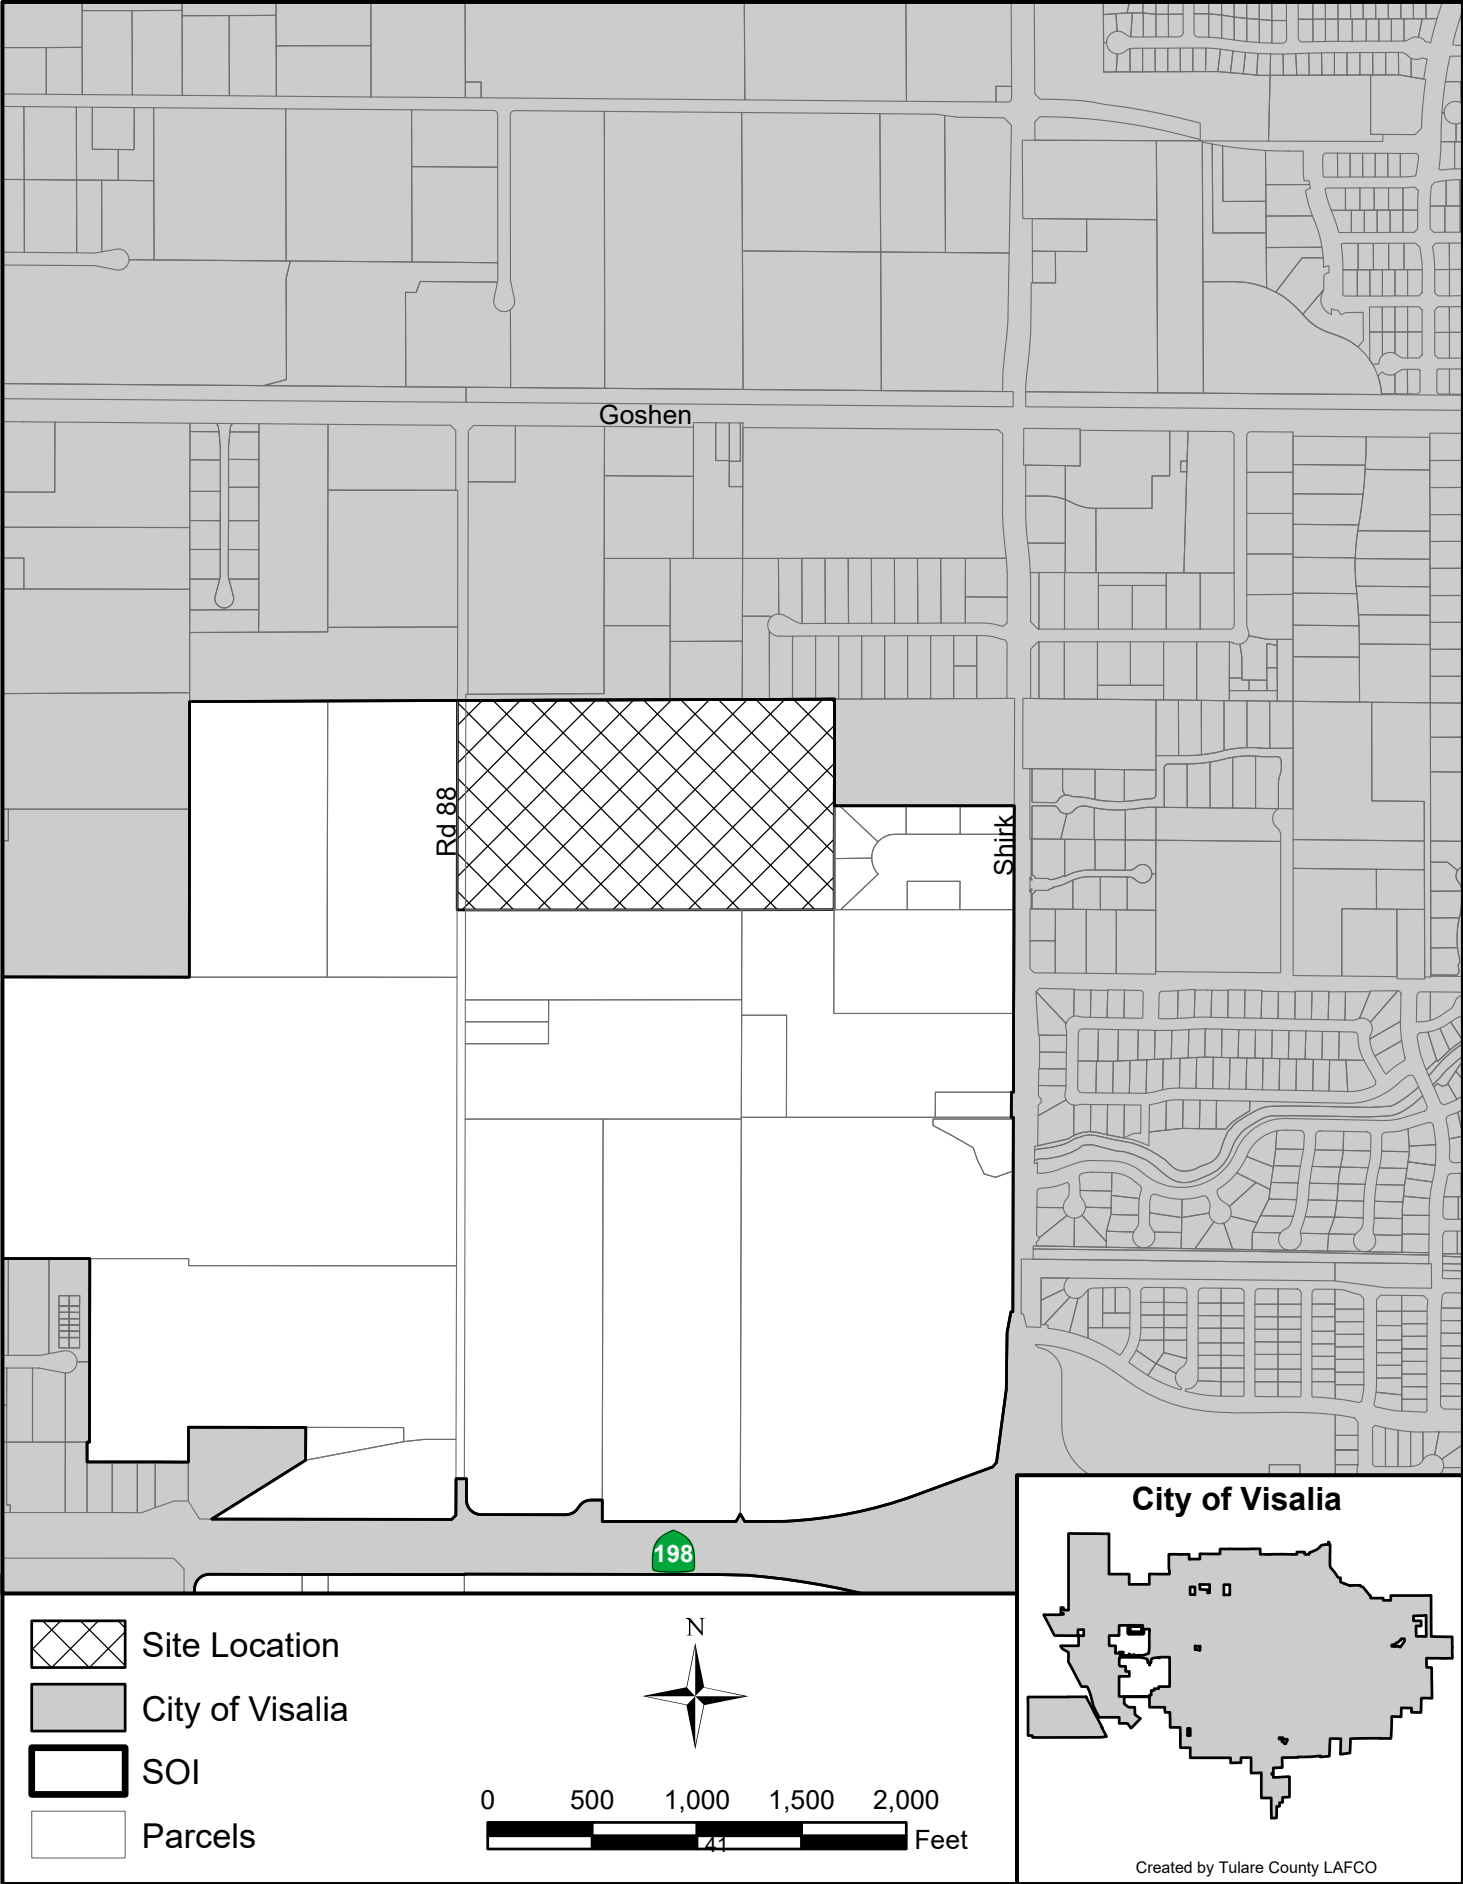 Goshen
Rd 88
Shirk
198
City of Visalia
Site Location
City of Visalia
SOI
Parcels
N
0 500 1,000 1,500 2,000
Feet
41
Created by Tulare County LAFCO